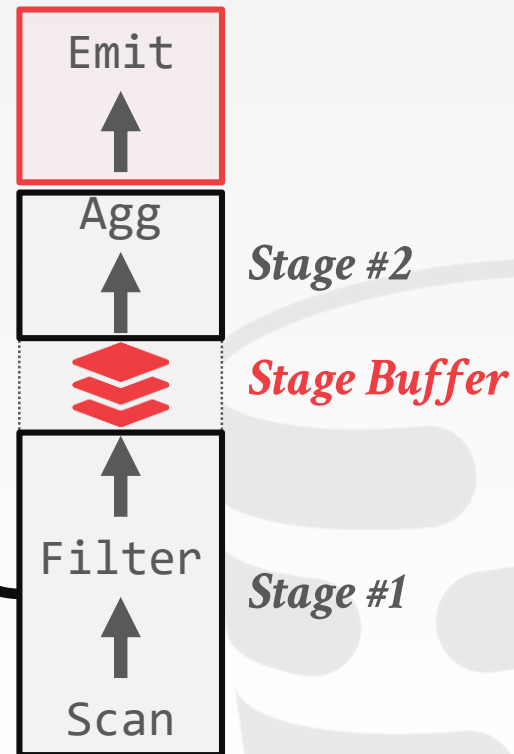 Emit
Agg
Stage #2
Stage Buffer
Filter
Stage #1
Scan